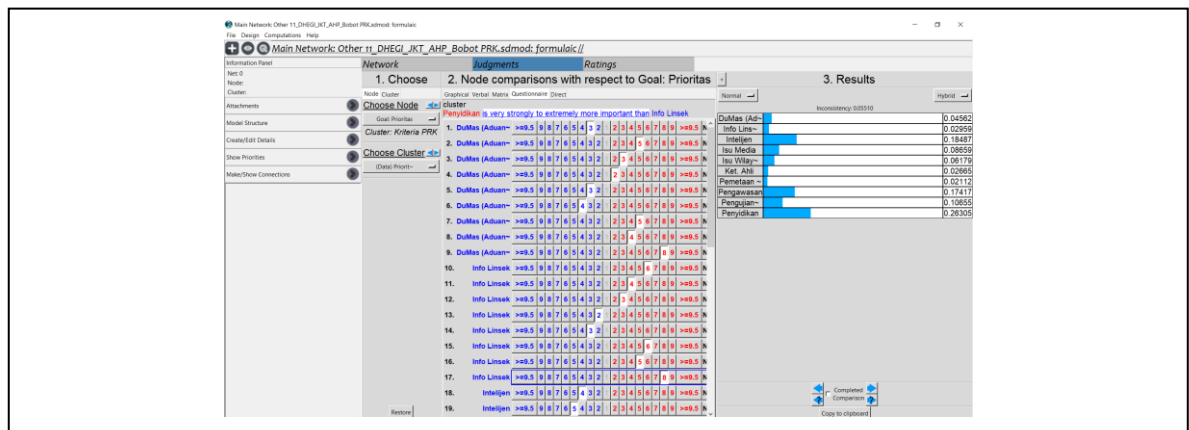 Main Network: Other 11_DHEGI_JKT_AHP_Bobot PRK.sdmod: formulaic
File Design Computations Help
Main Network: Other 11_DHEGI_JKT_AHP_Bobot PRK.sdmod: formulaic//
Information Panel
Net: 0
Node:
Cluster:
Attachments
Model Structure
Create/Edit Details
Show Priorities
Make/Show Connections
Network Judgments Ratings
1. Choose
Node Cluster
Choose Node
Goal: Prioritas
Cluster: Kriteria PRK
Choose Cluster
(Data) Priorit~
Restore
2. Node comparisons with respect to Goal: Prioritas
Graphical Verbal Matrix Questionnaire Direct
cluster
Penyidikan is very strongly to extremely more important than Info Linsek
1. DuMas (Aduan~ >=9.5 9 8 7 6 5 4 3 2 2 3 4 5 6 7 8 9 >=9.5 N
2. DuMas (Aduan~ >=9.5 9 8 7 6 5 4 3 2 2 3 4 5 6 7 8 9 >=9.5 N
3. DuMas (Aduan~ >=9.5 9 8 7 6 5 4 3 2 2 3 4 5 6 7 8 9 >=9.5 N
4. DuMas (Aduan~ >=9.5 9 8 7 6 5 4 3 2 2 3 4 5 6 7 8 9 >=9.5 N
5. DuMas (Aduan~ >=9.5 9 8 7 6 5 4 3 2 2 3 4 5 6 7 8 9 >=9.5 N
6. DuMas (Aduan~ >=9.5 9 8 7 6 5 4 3 2 2 3 4 5 6 7 8 9 >=9.5 N
7. DuMas (Aduan~ >=9.5 9 8 7 6 5 4 3 2 2 3 4 5 6 7 8 9 >=9.5 N
8. DuMas (Aduan~ >=9.5 9 8 7 6 5 4 3 2 2 3 4 5 6 7 8 9 >=9.5 N
9. DuMas (Aduan~ >=9.5 9 8 7 6 5 4 3 2 2 3 4 5 6 7 8 9 >=9.5 N
10. Info Linsek >=9.5 9 8 7 6 5 4 3 2 2 3 4 5 6 7 8 9 >=9.5 N
11. Info Linsek >=9.5 9 8 7 6 5 4 3 2 2 3 4 5 6 7 8 9 >=9.5 N
12. Info Linsek >=9.5 9 8 7 6 5 4 3 2 2 3 4 5 6 7 8 9 >=9.5 N
13. Info Linsek >=9.5 9 8 7 6 5 4 3 2 2 3 4 5 6 7 8 9 >=9.5 N
14. Info Linsek >=9.5 9 8 7 6 5 4 3 2 2 3 4 5 6 7 8 9 >=9.5 N
15. Info Linsek >=9.5 9 8 7 6 5 4 3 2 2 3 4 5 6 7 8 9 >=9.5 N
16. Info Linsek >=9.5 9 8 7 6 5 4 3 2 2 3 4 5 6 7 8 9 >=9.5 N
17. Info Linsek >=9.5 9 8 7 6 5 4 3 2 2 3 4 5 6 7 8 9 >=9.5 N
18. Intelijen >=9.5 9 8 7 6 5 4 3 2 2 3 4 5 6 7 8 9 >=9.5 N
19. Intelijen >=9.5 9 8 7 6 5 4 3 2 2 3 4 5 6 7 8 9 >=9.5 N
3. Results
Normal Hybrid
Inconsistency: 0.05510
DuMas (Ad~ 0.04562
Info Lins~ 0.02959
Intelijen 0.18487
Isu Media 0.08659
Isu Wilay~ 0.06179
Ket. Ahli 0.02665
Pemetaan ~ 0.02112
Pengawasan 0.17417
Pengujian~ 0.10655
Penyidikan 0.26305
Completed
Comparison
Copy to clipboard